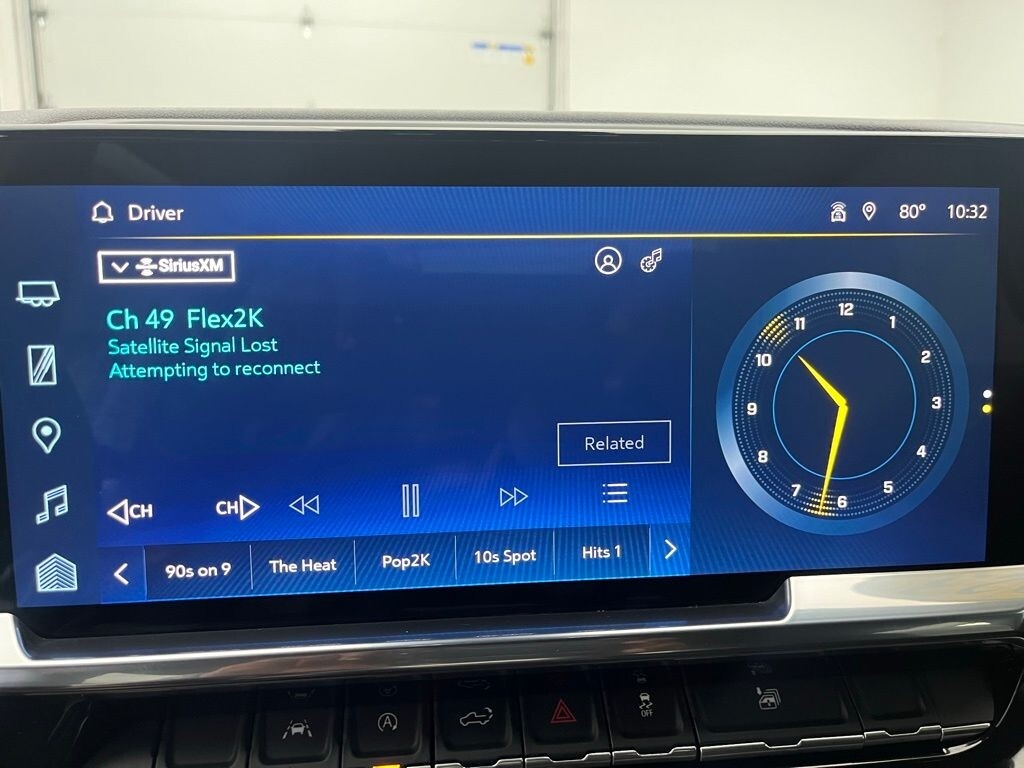 Driver
80° 10:32
SiriusXM
Ch 49 Flex2K
Satellite Signal Lost
Attempting to reconnect
Related
CH CH
90s on 9 The Heat Pop2K 10s Spot Hits 1
12
1
2
3
4
5
6
7
8
9
10
11
A
OFF